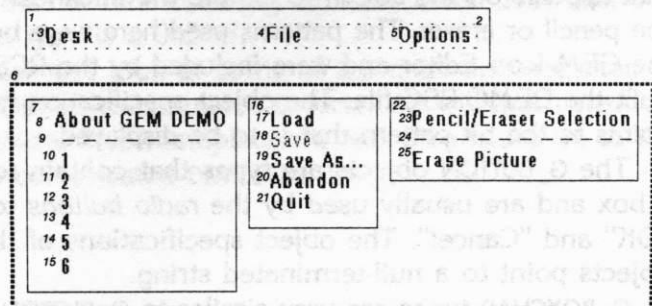 1
2
3Desk
4File
5Options
6
7
8 About GEM DEMO
9
10 1
11 2
12 3
13 4
14 5
15 6
16
17Load
18Save
19Save As..
20Abandon
21Quit
22
23Pencil/Eraser Selection
24
25Erase Picture